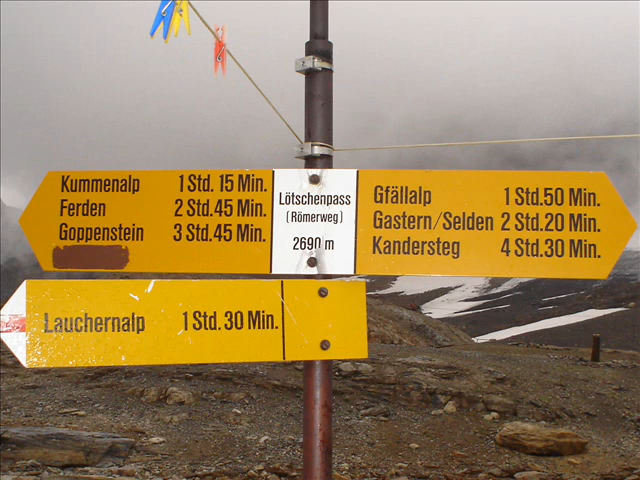 Kummenalp 1 Std. 15 Min.
Ferden 2 Std. 45 Min.
Goppenstein 3 Std. 45 Min.
Lötschenpass
(Römerweg)
2690 m
Gfällalp 1 Std. 50 Min.
Gastern/Selden 2 Std. 20 Min.
Kandersteg 4 Std. 30 Min.
Lauchernalp 1 Std. 30 Min.